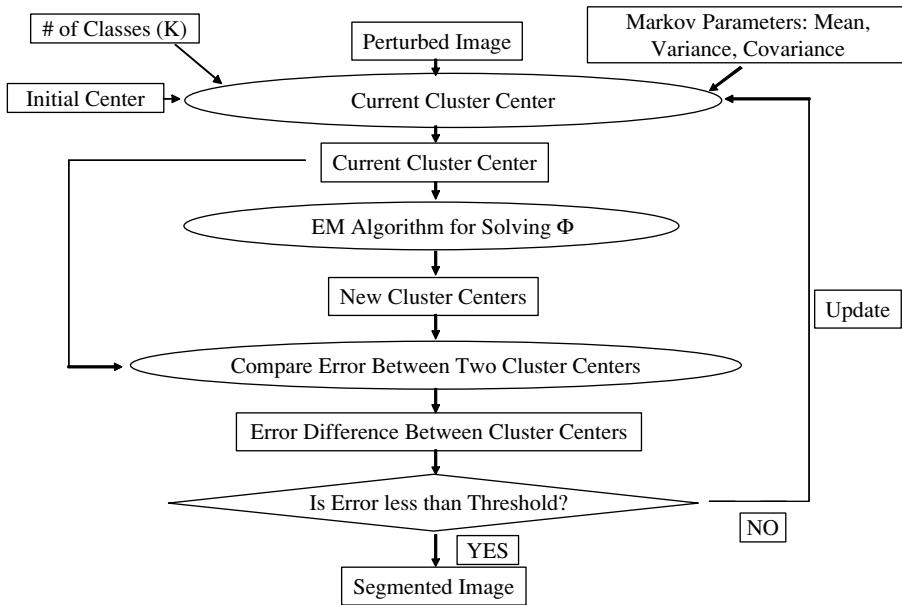 # of Classes (K)
Perturbed Image
Markov Parameters: Mean,
Variance, Covariance
Initial Center
Current Cluster Center
Current Cluster Center
EM Algorithm for Solving Φ
New Cluster Centers
Update
Compare Error Between Two Cluster Centers
Error Difference Between Cluster Centers
Is Error less than Threshold?
NO
YES
Segmented Image